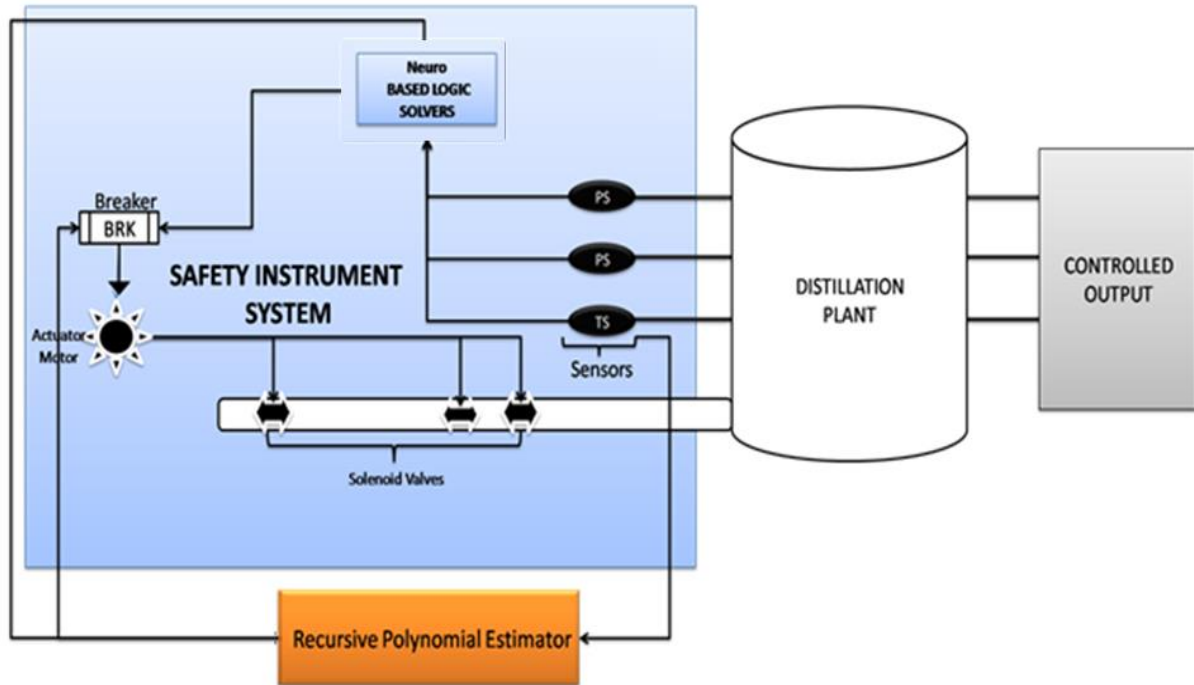 Neuro
BASED LOGIC
SOLVERS
Breaker
BRK
PS
SAFETY INSTRUMENT
SYSTEM
PS
DISTILLATION
PLANT
CONTROLLED
OUTPUT
Actuator
Motor
TS
Sensors
Solenoid Valves
Recursive Polynomial Estimator